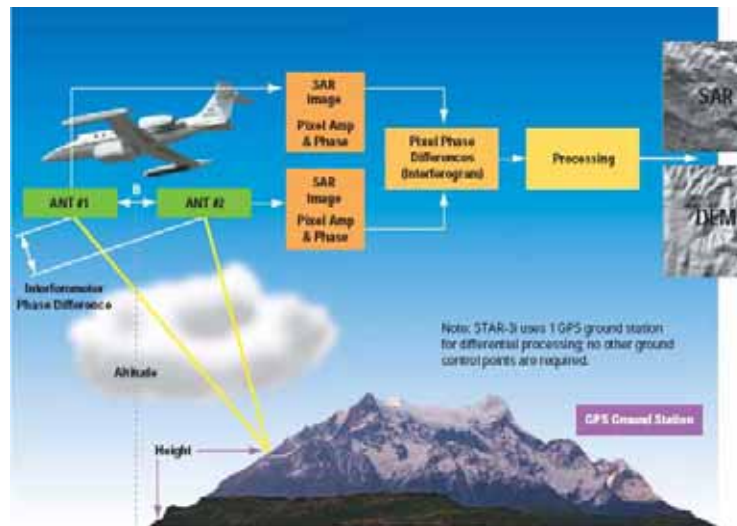 SAR
Image
Pixel Amp
& Phase
SAR
Pixel Phase
Differences
(Interferogram)
Processing
B
ANT #1
ANT #2
SAR
Image
Pixel Amp
& Phase
DEM
Interferometer
Phase Difference
Altitude
Note: STAR-3i uses 1 GPS ground station
for differential processing; no other ground
control points are required.
GPS Ground Station
Height